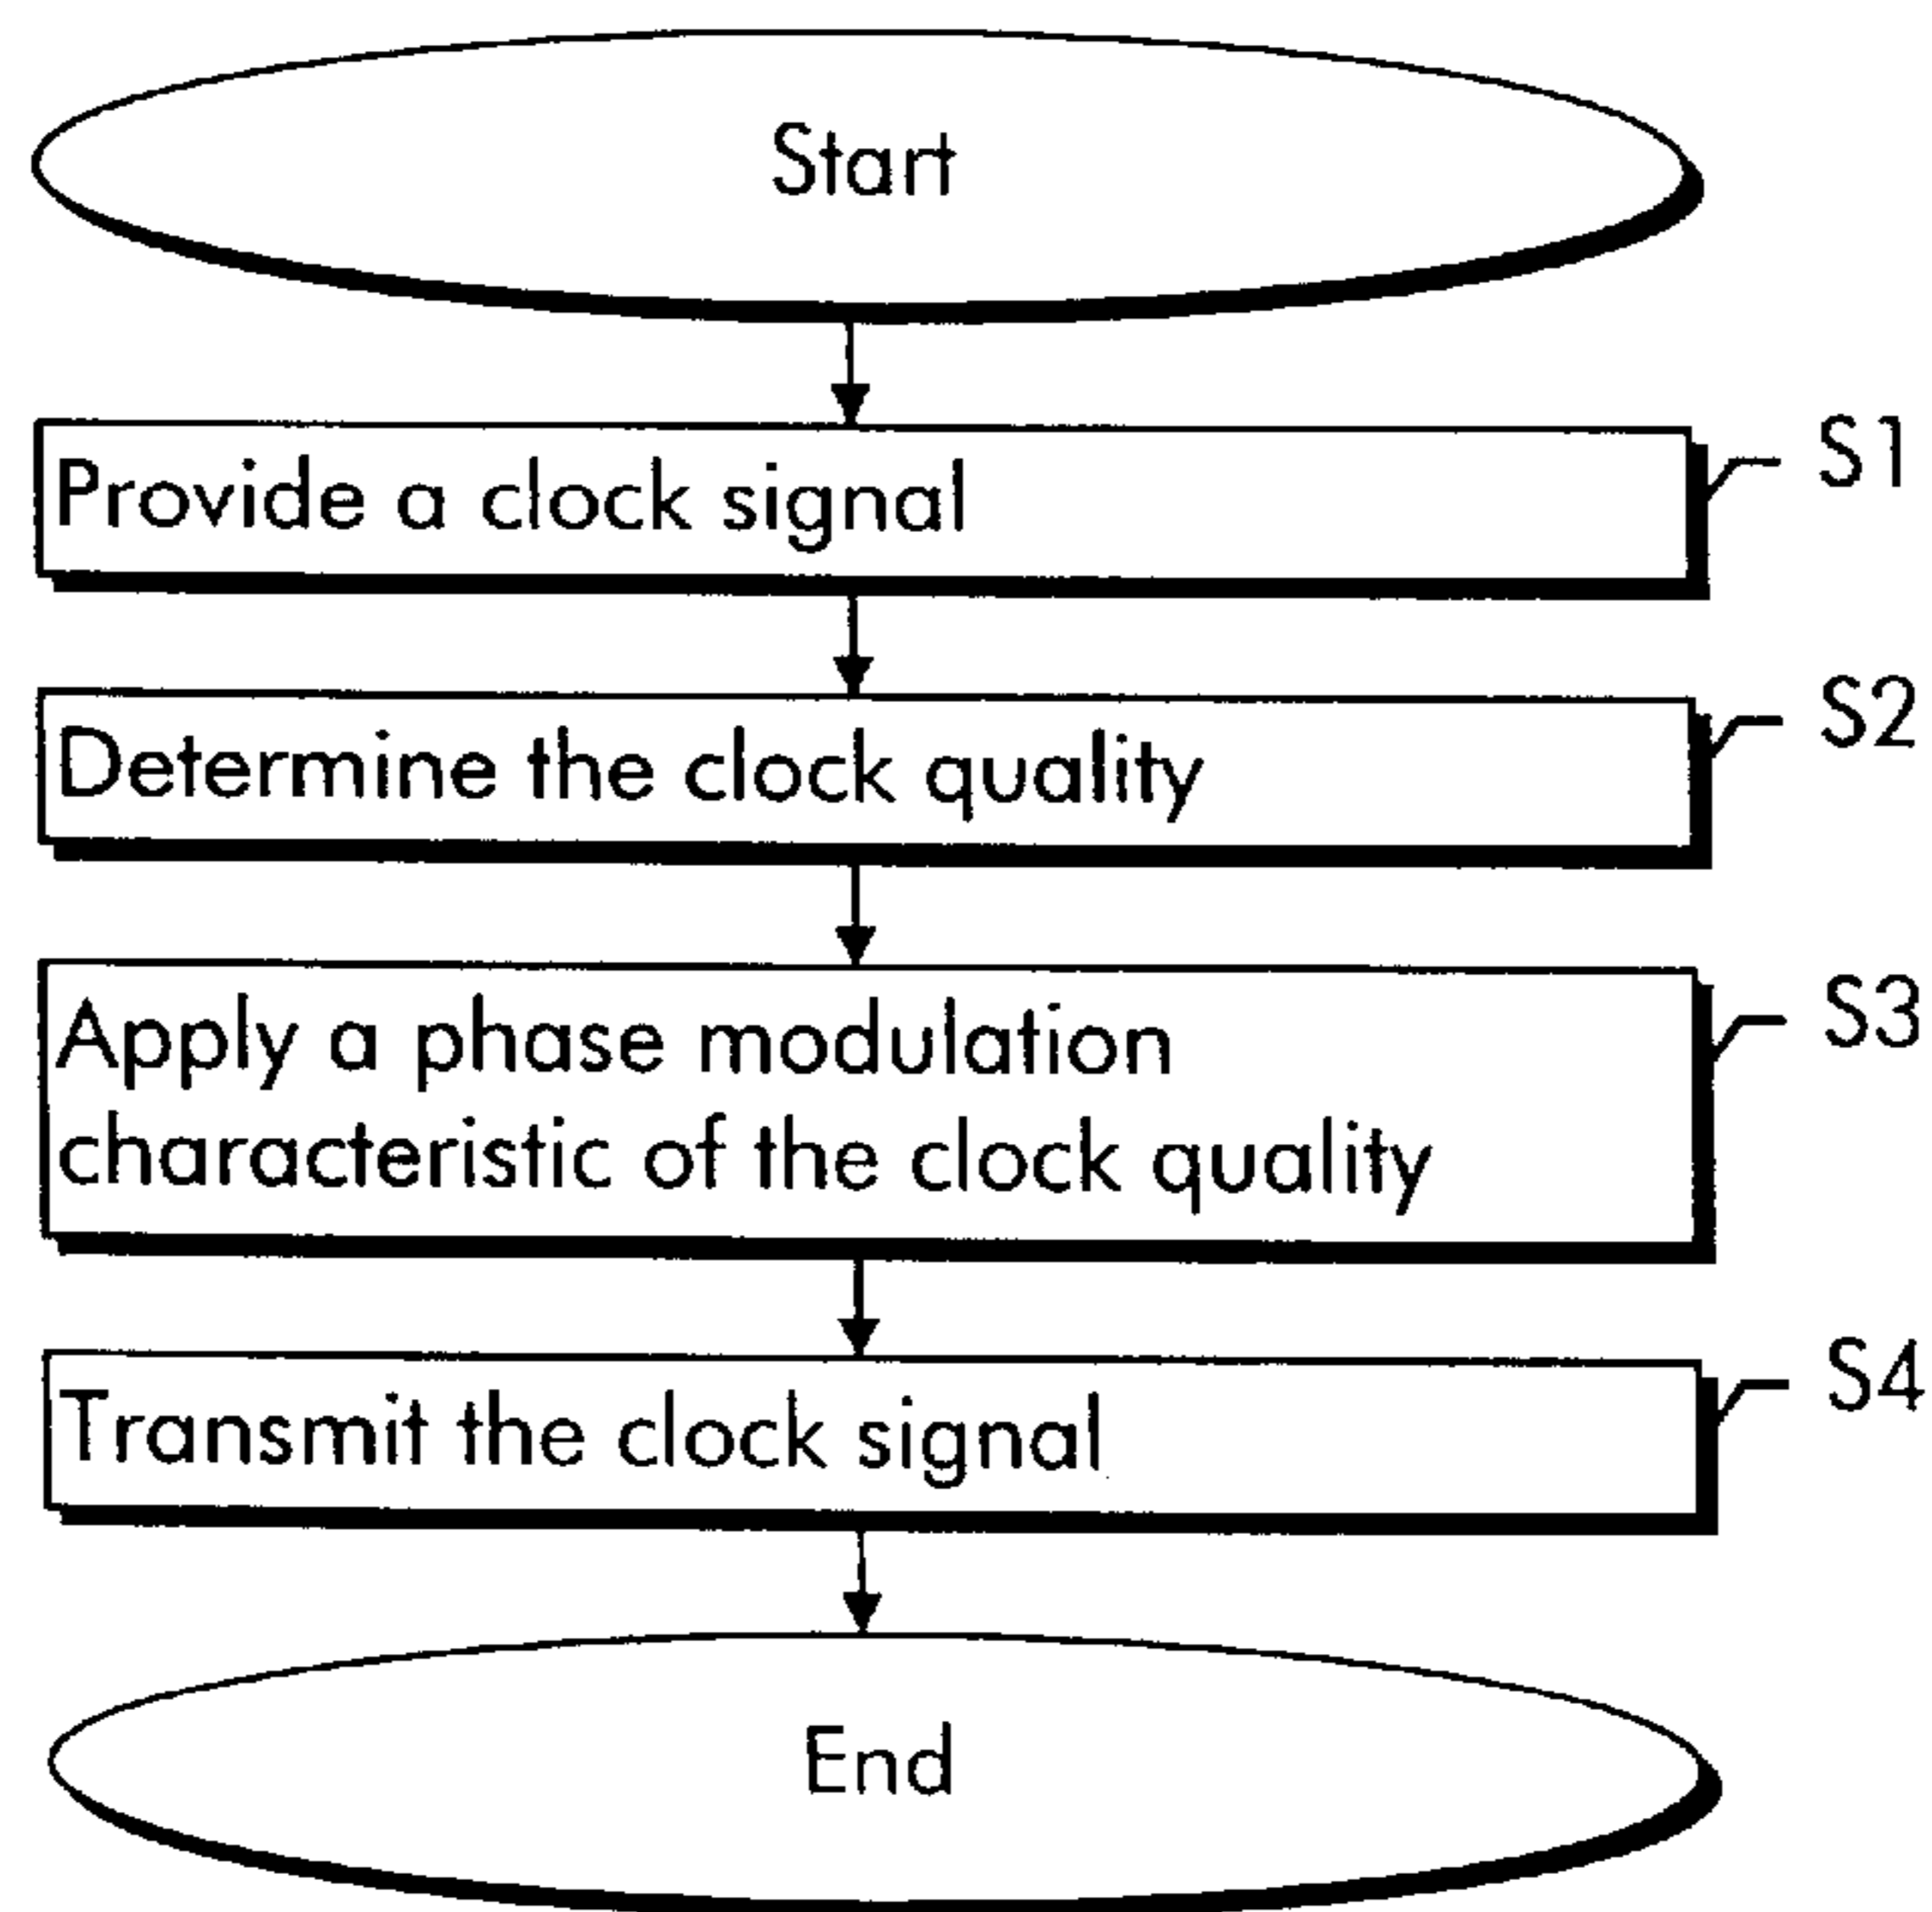 Start
Provide a clock signal
S1
Determine the clock quality
S2
Apply a phase modulation
characteristic of the clock quality
S3
Transmit the clock signal
S4
End